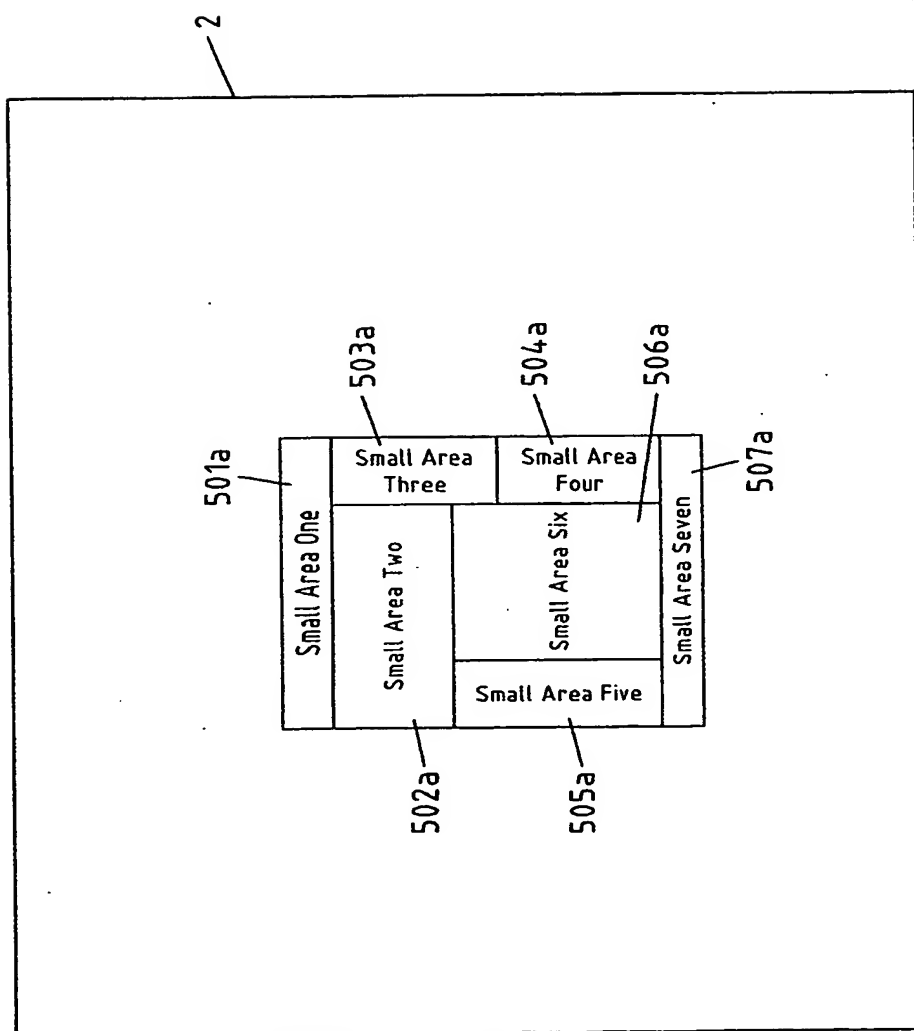 2
501a
Small Area One
503a
Small Area
Three
Small Area Two
502a
504a
Small Area
Four
506a
Small Area Six
Small Area Five
505a
507a
Small Area Seven